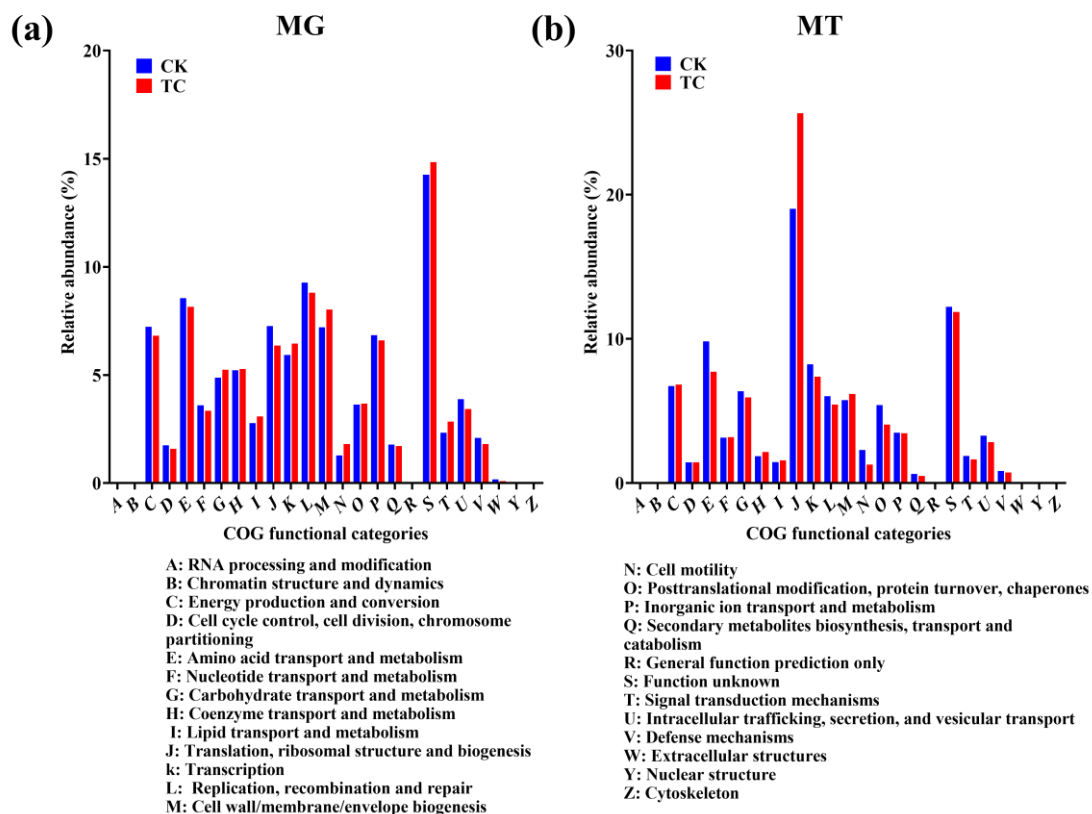 (a)
MG
20
15
10
5
0
Relative abundance (%)
CK
TC
A B C D E F G H I J K L M N O P Q R S T U V W Y Z
COG functional categories
A: RNA processing and modification
B: Chromatin structure and dynamics
C: Energy production and conversion
D: Cell cycle control, cell division, chromosome
partitioning
E: Amino acid transport and metabolism
F: Nucleotide transport and metabolism
G: Carbohydrate transport and metabolism
H: Coenzyme transport and metabolism
I: Lipid transport and metabolism
J: Translation, ribosomal structure and biogenesis
k: Transcription
L: Replication, recombination and repair
M: Cell wall/membrane/envelope biogenesis
(b)
MT
30
20
10
0
Relative abundance (%)
CK
TC
A B C D E F G H I J K L M N O P Q R S T U V W Y Z
COG functional categories
N: Cell motility
O: Posttranslational modification, protein turnover, chaperones
P: Inorganic ion transport and metabolism
Q: Secondary metabolites biosynthesis, transport and
catabolism
R: General function prediction only
S: Function unknown
T: Signal transduction mechanisms
U: Intracellular trafficking, secretion, and vesicular transport
V: Defense mechanisms
W: Extracellular structures
Y: Nuclear structure
Z: Cytoskeleton